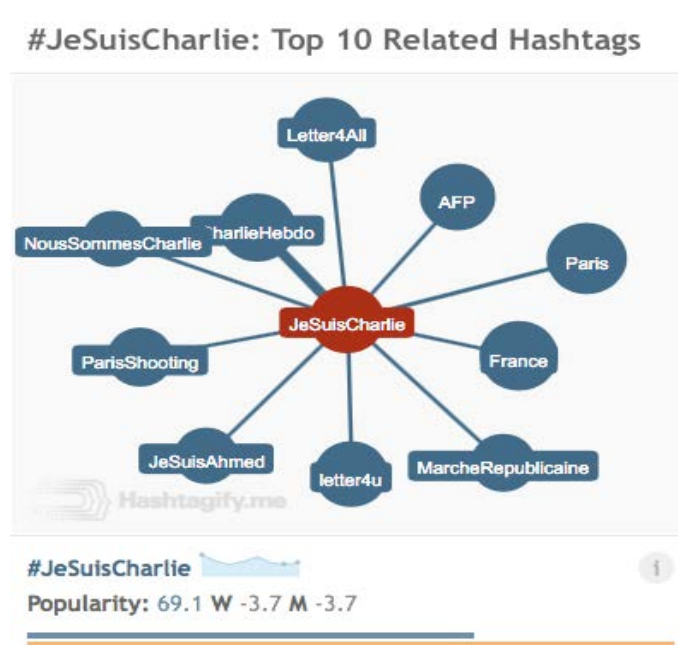 #JeSuisCharlie: Top 10 Related Hashtags
Letter4All
AFP
harlieHebdo
NousSommesCharlie
Paris
JeSuisCharlie
ParisShooting
France
JeSuisAhmed
MarcheRepublicaine
letter4u
Hashtagify.me
#JeSuisCharlie
i
Popularity: 69.1 W -3.7 M -3.7